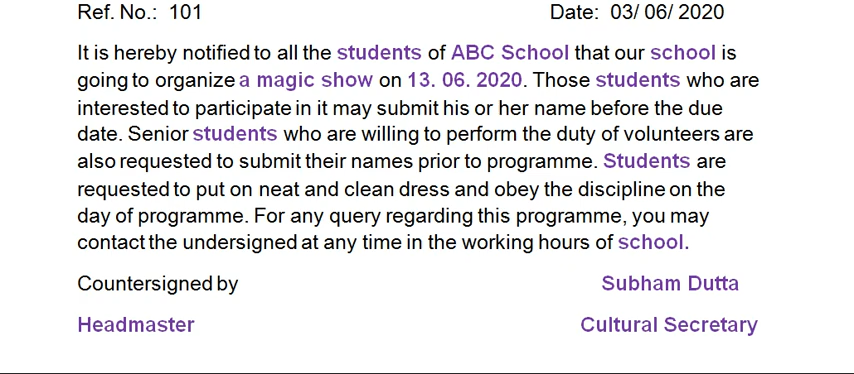 Ref. No.: 101 Date: 03/ 06/ 2020
It is hereby notified to all the students of ABC School that our school is
going to organize a magic show on 13. 06. 2020. Those students who are
interested to participate in it may submit his or her name before the due
date. Senior students who are willing to perform the duty of volunteers are
also requested to submit their names prior to programme. Students are
requested to put on neat and clean dress and obey the discipline on the
day of programme. For any query regarding this programme, you may
contact the undersigned at any time in the working hours of school.
Countersigned by Subham Dutta
Headmaster Cultural Secretary